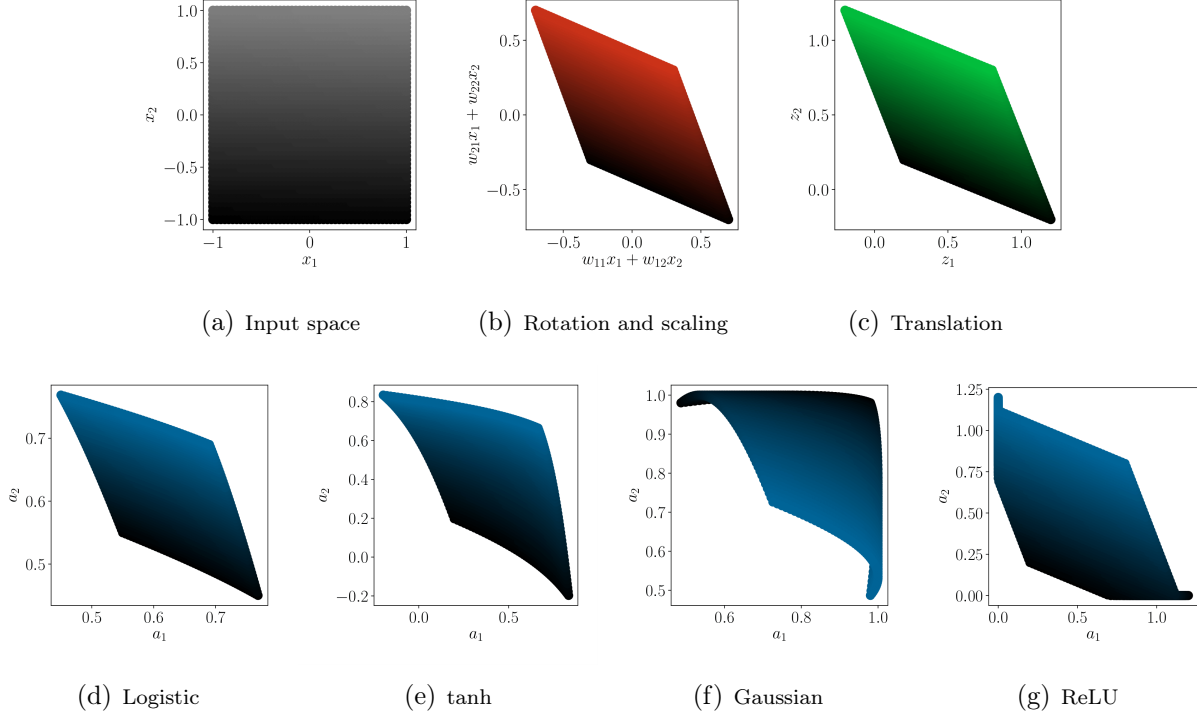 1.0
0.5
0.0
−0.5
−1.0
x₂
−1 0 1
x₁
0.5
0.0
−0.5
w₂₁x₁ + w₂₂x₂
−0.5 0.0 0.5
w₁₁x₁ + w₁₂x₂
1.0
0.5
0.0
z₂
0.0 0.5 1.0
z₁
(a) Input space
(b) Rotation and scaling
(c) Translation
0.7
0.6
0.5
a₂
0.5 0.6 0.7
a₁
0.8
0.6
0.4
0.2
0.0
−0.2
a₂
0.0 0.5
a₁
1.0
0.9
0.8
0.7
0.6
0.5
a₂
0.6 0.8 1.0
a₁
1.25
1.00
0.75
0.50
0.25
0.00
a₂
0.0 0.5 1.0
a₁
(d) Logistic
(e) tanh
(f) Gaussian
(g) ReLU